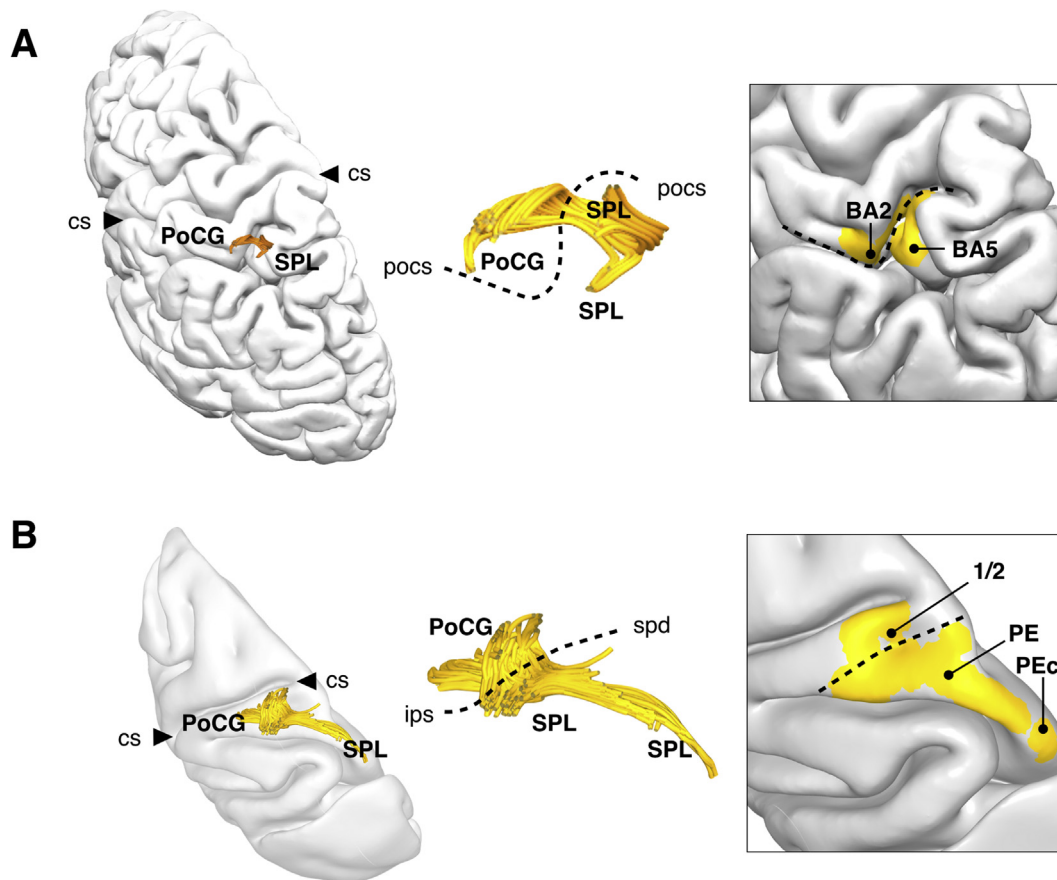 A
cs
cs
PoCG
SPL
pocs
SPL
PoCG
pocs
SPL
BA2
BA5
B
cs
PoCG
cs
SPL
PoCG
spd
ips
SPL
SPL
1/2
PE
PEc